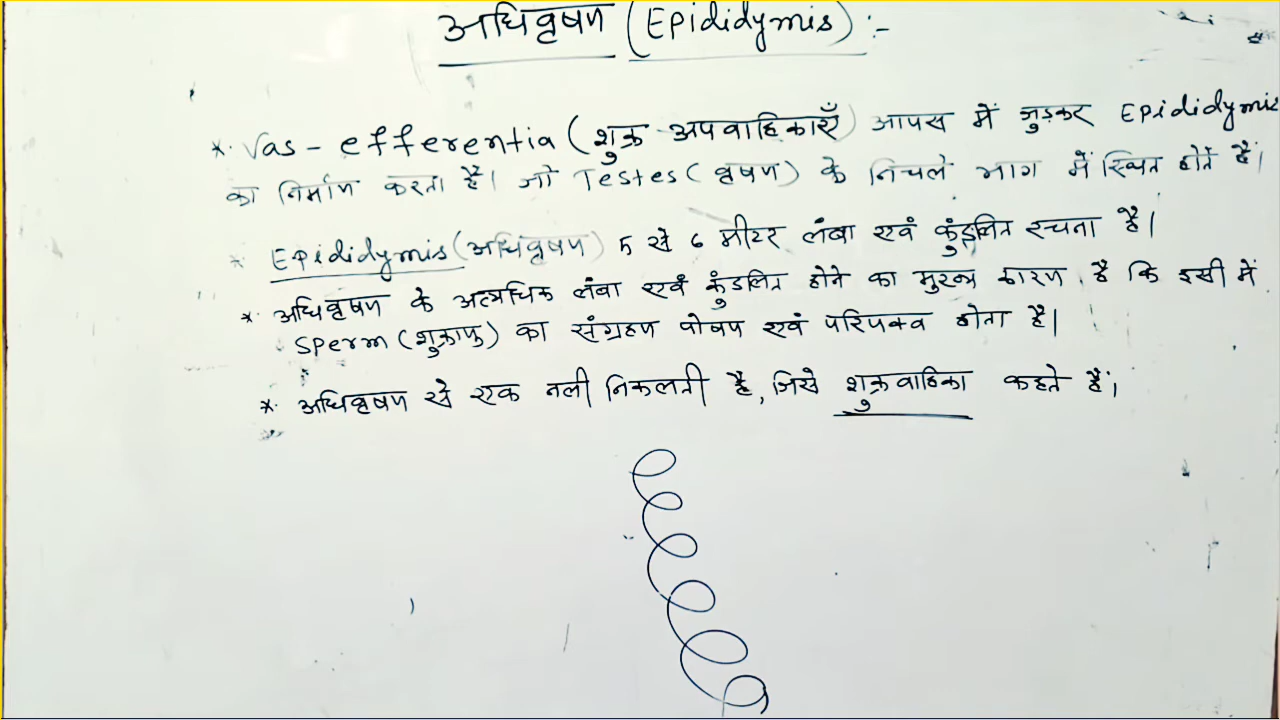 अधिवृषण (Epididymis) :-
* Vas-efferentia (शुक्र अपवाहिकाएँ) आपस में जुड़कर Epididymis
का निर्माण करता है। जो Testes (वृषण) के निचले भाग में स्थित होते हैं।
* Epididymis (अधिवृषण) 5 से 6 मीटर लंबा एवं कुंडलित रचना है।
* अधिवृषण के अत्यधिक लंबा एवं कुंडलित होने का मुख्य कारण है कि इसी में
Sperm (शुक्राणु) का संग्रहण पोषण एवं परिपक्व होता है।
* अधिवृषण से एक नली निकलती है, जिसे शुक्रवाहिका कहते हैं।